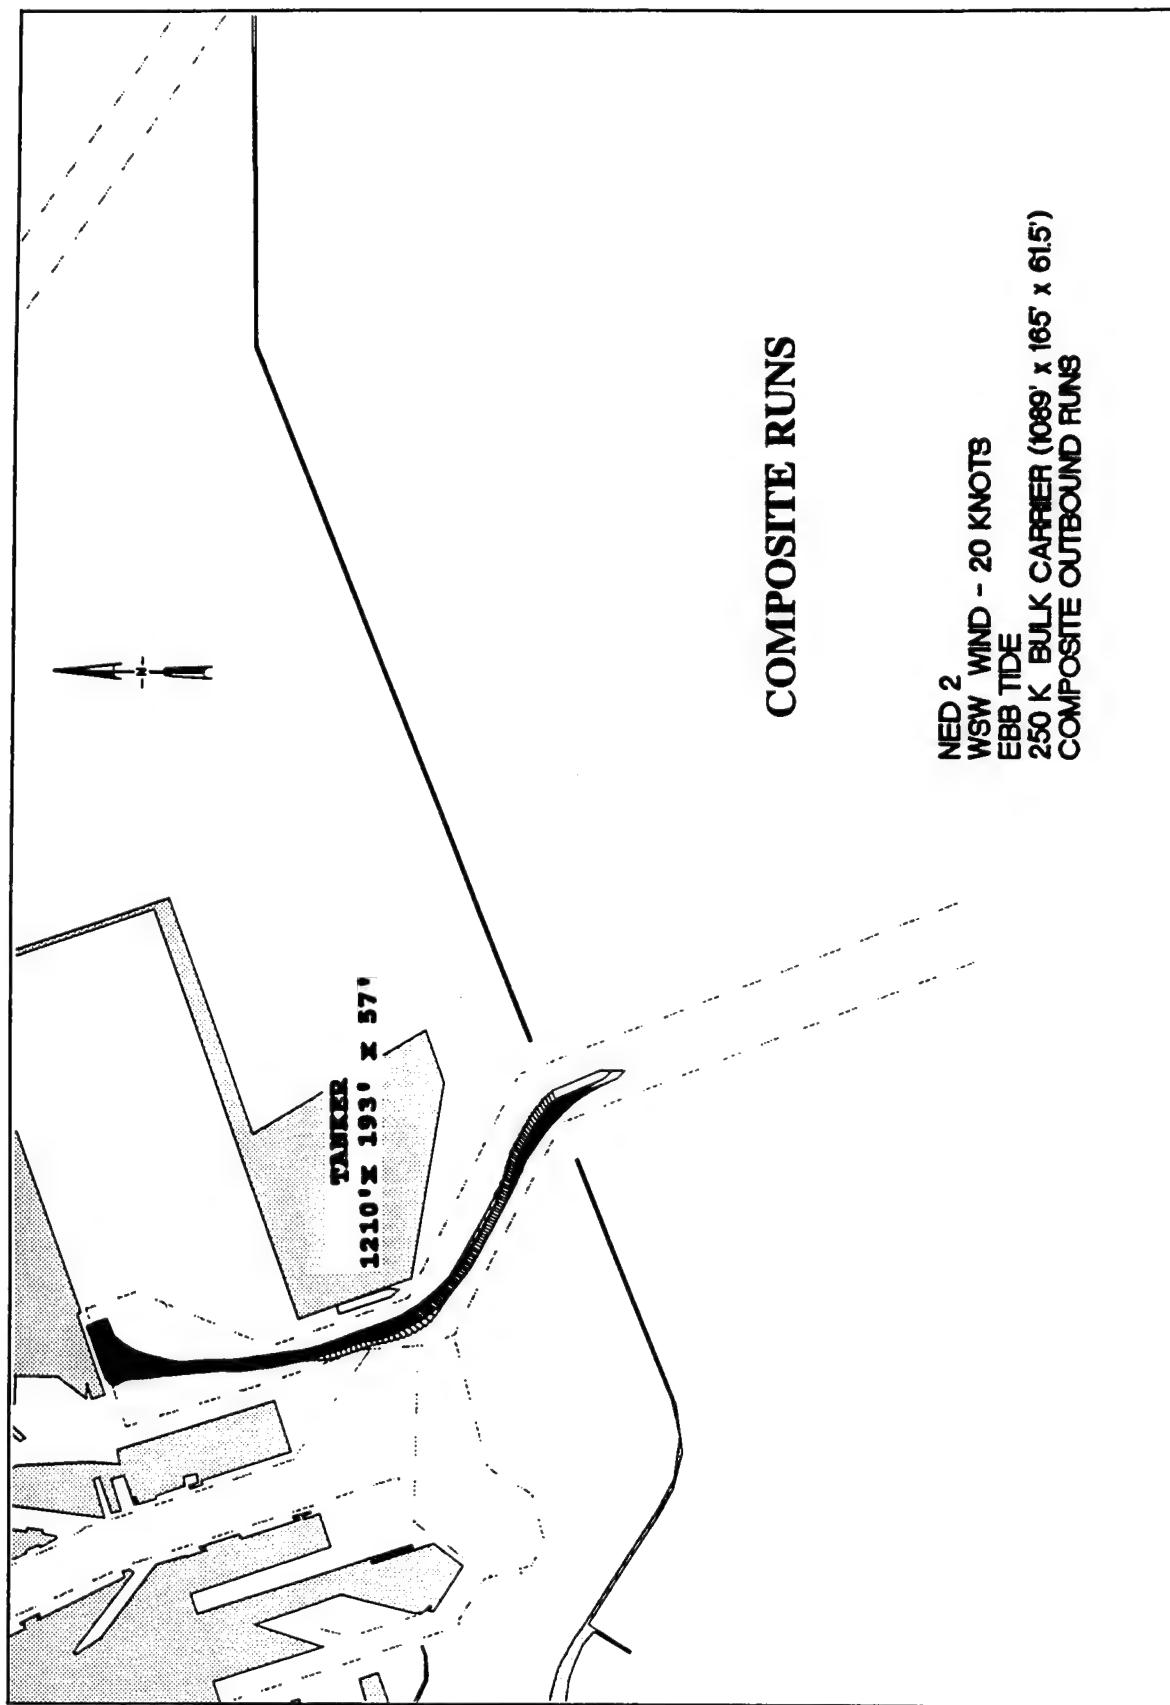 N
TANKER
1210'X 193' X 57'
COMPOSITE RUNS
NED 2
WSW WIND - 20 KNOTS
EBB TIDE
250 K BULK CARRIER (1089' x 165' x 61.5')
COMPOSITE OUTBOUND RUNS